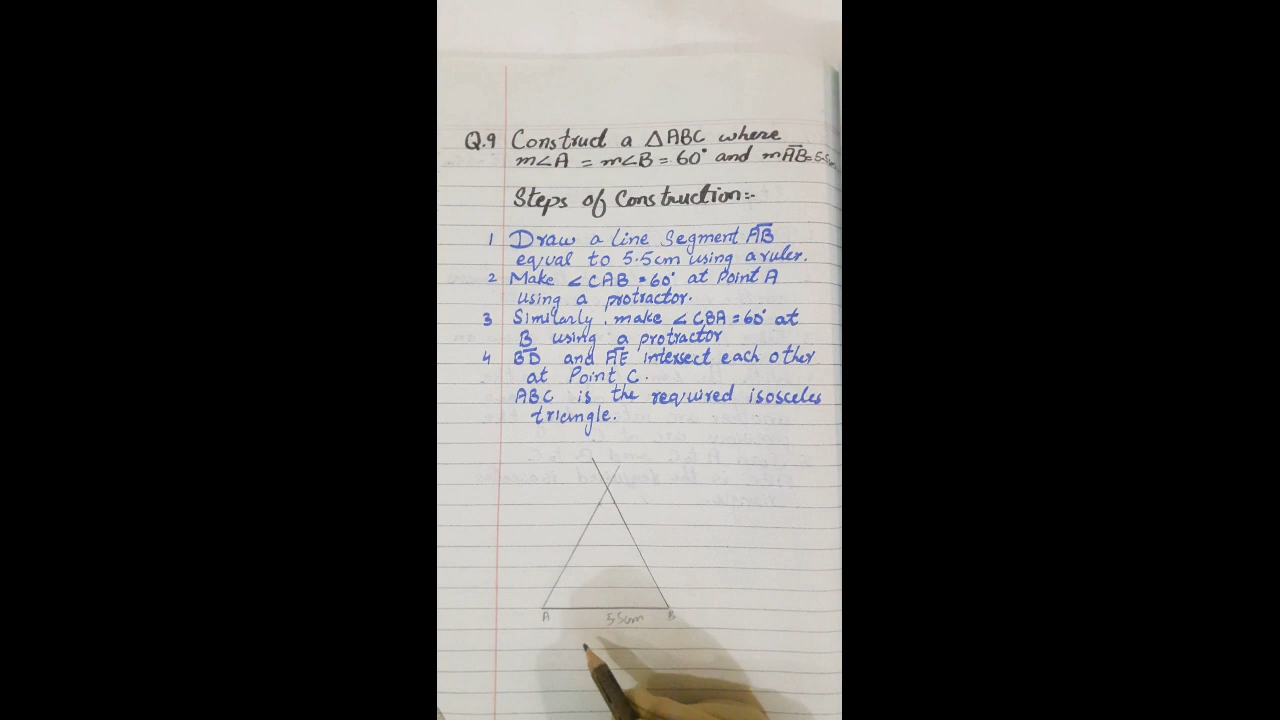 Q.9 Construct a △ABC where
m∠A = m∠B = 60° and mAB=5.5
Steps of Construction:-
1 Draw a line Segment AB
equal to 5.5cm using a ruler.
2 Make ∠CAB = 60° at Point A
using a protractor.
3 Similarly, make ∠CBA = 60° at
B using a protractor
4 BD and AE intersect each other
at Point C.
ABC is the required isosceles
triangle.
A 5.5cm B